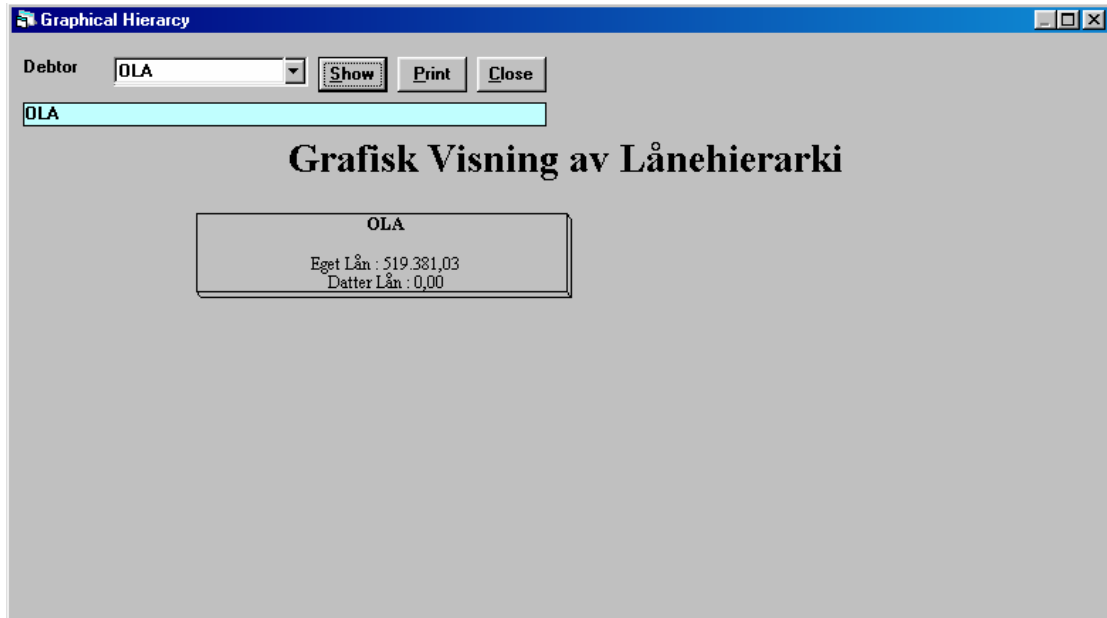 Graphical Hierarcy
Debtor OLA Show Print Close
OLA
Grafisk Visning av Lånehierarki
OLA
Eget Lån : 519.381,03
Datter Lån : 0,00